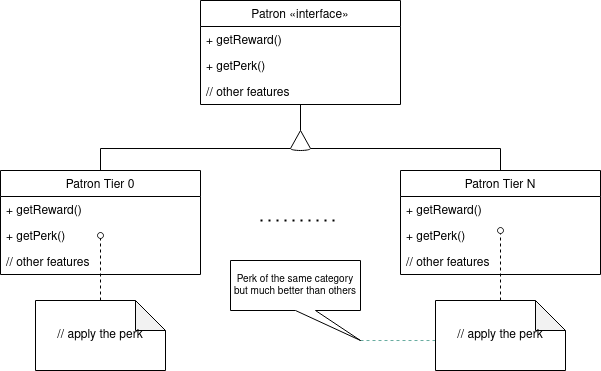 Patron «interface»
+ getReward()
+ getPerk()
// other features
Patron Tier 0
+ getReward()
+ getPerk()
// other features
..........
Patron Tier N
+ getReward()
+ getPerk()
// other features
Perk of the same category
but much better than others
// apply the perk
// apply the perk